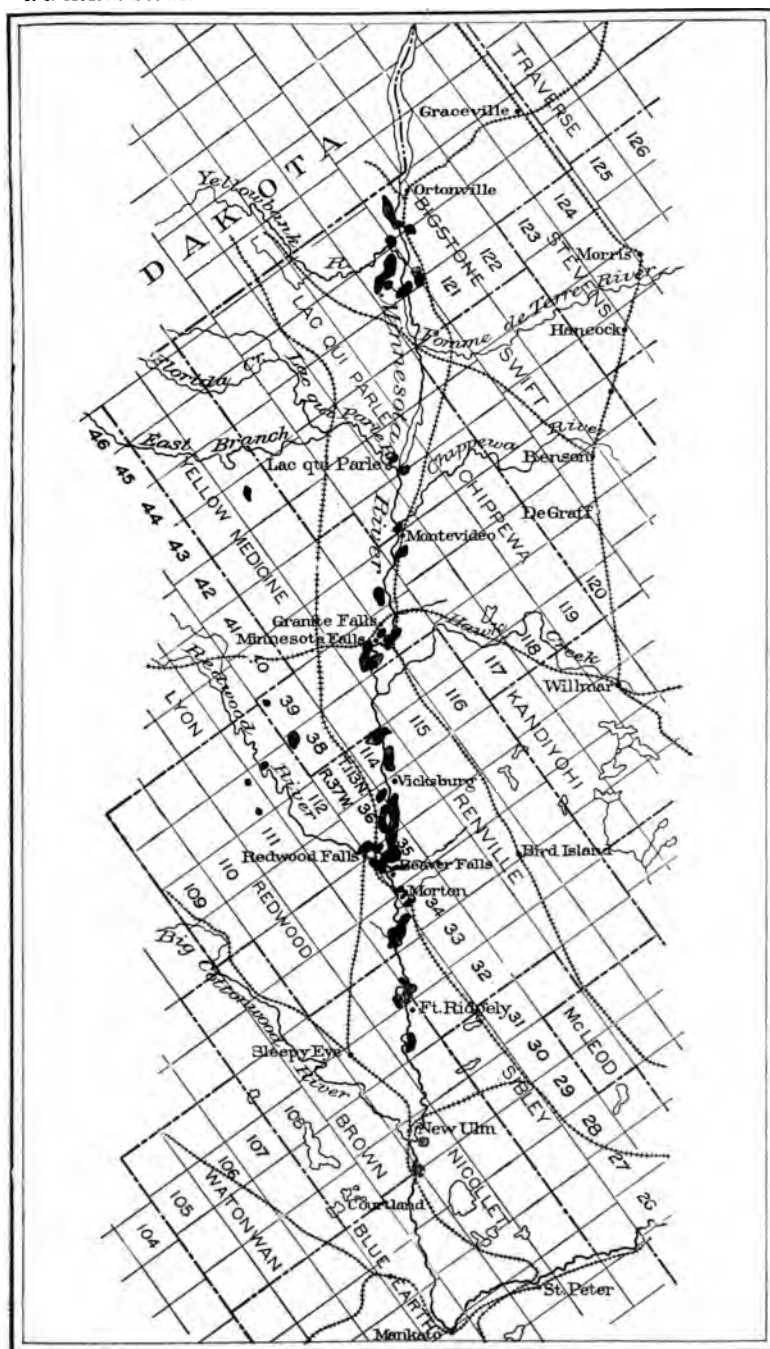 TRAVERSE
Graceville
126
125
124
DAKOTA
Yellowbank
R.
Ortonville
BIGSTONE
123
122
121
STEVENS
Morris
LAC QUI PARLE
Minnesota
River
Pomme de Terre River
Hancock
SWIFT
Florida Cr.
Lac qui parle R.
East Branch
Chippewa River
Benson
Lac qui Parle
CHIPPEWA
DeGraff
46
45
44
43
42
41
40
39
38
YELLOW MEDICINE
Montevideo
120
119
118
117
116
115
114
Granite Falls
Minnesota Falls
Hawk Creek
Willmar
KANDIYOHI
LYON
Redwood
River
T.113N.
R.37W.
36
35
112
111
110
109
Vicksburg
RENVILLE
Redwood Falls
Beaver Falls
Bird Island
Morton
REDWOOD
34
33
32
31
30
29
28
27
26
Big Cottonwood
River
Ft. Ridgely
McLEOD
SIBLEY
Sleepy Eye
BROWN
New Ulm
NICOLLET
108
107
106
105
104
WATONWAN
Courtland
BLUE EARTH
St. Peter
Mankato